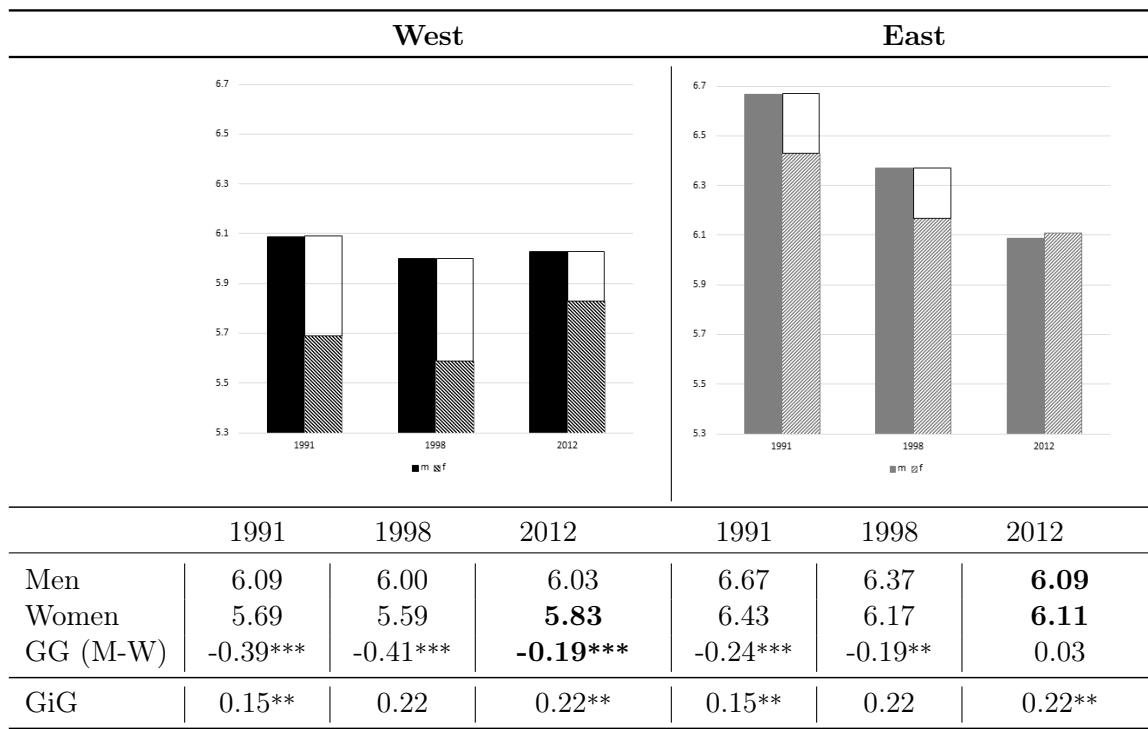 West East
6.7
6.5
6.3
6.1
5.9
5.7
5.5
5.3
1991 1998 2012
m f
6.7
6.5
6.3
6.1
5.9
5.7
5.5
5.3
1991 1998 2012
m f
1991 1998 2012 1991 1998 2012
Men 6.09 6.00 6.03 6.67 6.37 6.09
Women 5.69 5.59 5.83 6.43 6.17 6.11
GG (M-W) -0.39*** -0.41*** -0.19*** -0.24*** -0.19** 0.03
GiG 0.15** 0.22 0.22** 0.15** 0.22 0.22**